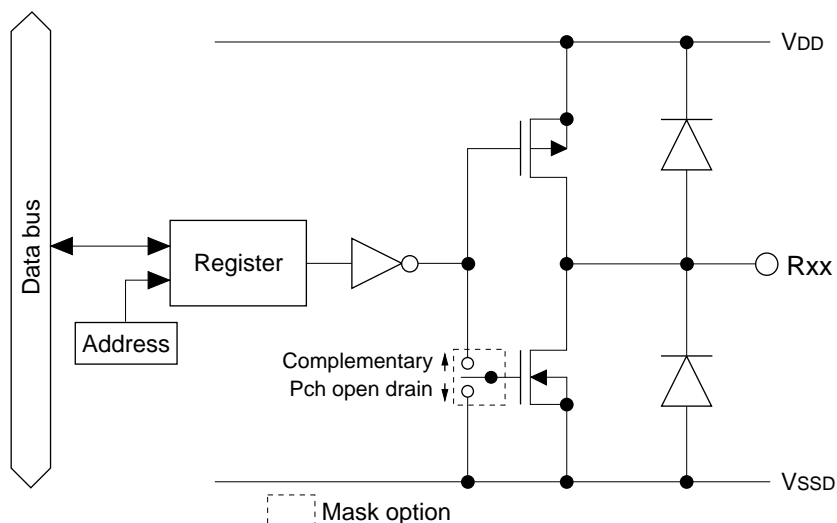 VDD
Data bus
Register
Rxx
Address
Complementary
Pch open drain
VSSD
Mask option